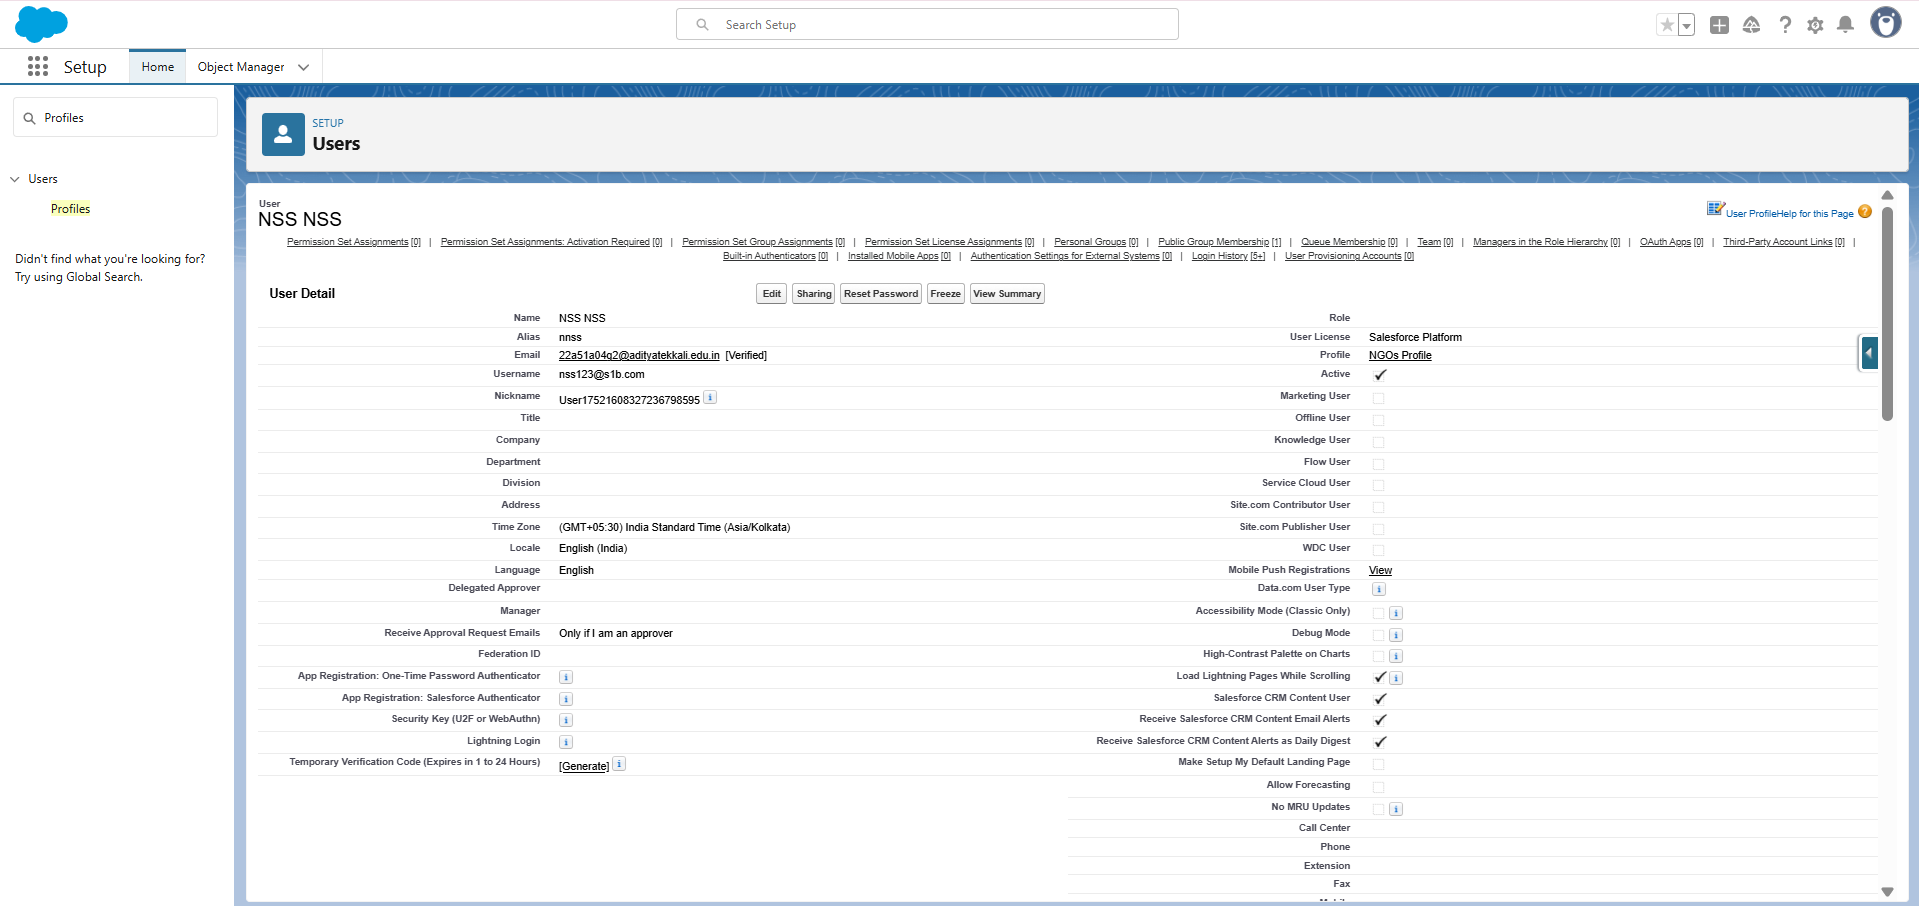 Search Setup
Setup
Home
Object Manager
Profiles
Users
Profiles
Didn't find what you're looking for?
Try using Global Search.
SETUP
Users
User
NSS NSS
User Profile Help for this Page
Permission Set Assignments [0] | Permission Set Assignments: Activation Required [0] | Permission Set Group Assignments [0] | Permission Set License Assignments [0] | Personal Groups [0] | Public Group Membership [1] | Queue Membership [0] | Team [0] | Managers in the Role Hierarchy [0] | OAuth Apps [0] | Third-Party Account Links [0] |
Built-in Authenticators [0] | Installed Mobile Apps [0] | Authentication Settings for External Systems [0] | Login History [5+] | User Provisioning Accounts [0]
User Detail
Edit Sharing Reset Password Freeze View Summary
Name NSS NSS Role
Alias nnss User License Salesforce Platform
Email 22a51a04g2@adityatekkali.edu.in [Verified] Profile NGOs Profile
Username nss123@s1b.com Active
Nickname User17521608327236798595 Marketing User
Title Offline User
Company Knowledge User
Department Flow User
Division Service Cloud User
Address Site.com Contributor User
Time Zone (GMT+05:30) India Standard Time (Asia/Kolkata) Site.com Publisher User
Locale English (India) WDC User
Language English Mobile Push Registrations View
Delegated Approver Data.com User Type
Manager Accessibility Mode (Classic Only)
Receive Approval Request Emails Only if I am an approver Debug Mode
Federation ID High-Contrast Palette on Charts
App Registration: One-Time Password Authenticator Load Lightning Pages While Scrolling
App Registration: Salesforce Authenticator Salesforce CRM Content User
Security Key (U2F or WebAuthn) Receive Salesforce CRM Content Email Alerts
Lightning Login Receive Salesforce CRM Content Alerts as Daily Digest
Temporary Verification Code (Expires in 1 to 24 Hours) [Generate] Make Setup My Default Landing Page
Allow Forecasting
No MRU Updates
Call Center
Phone
Extension
Fax